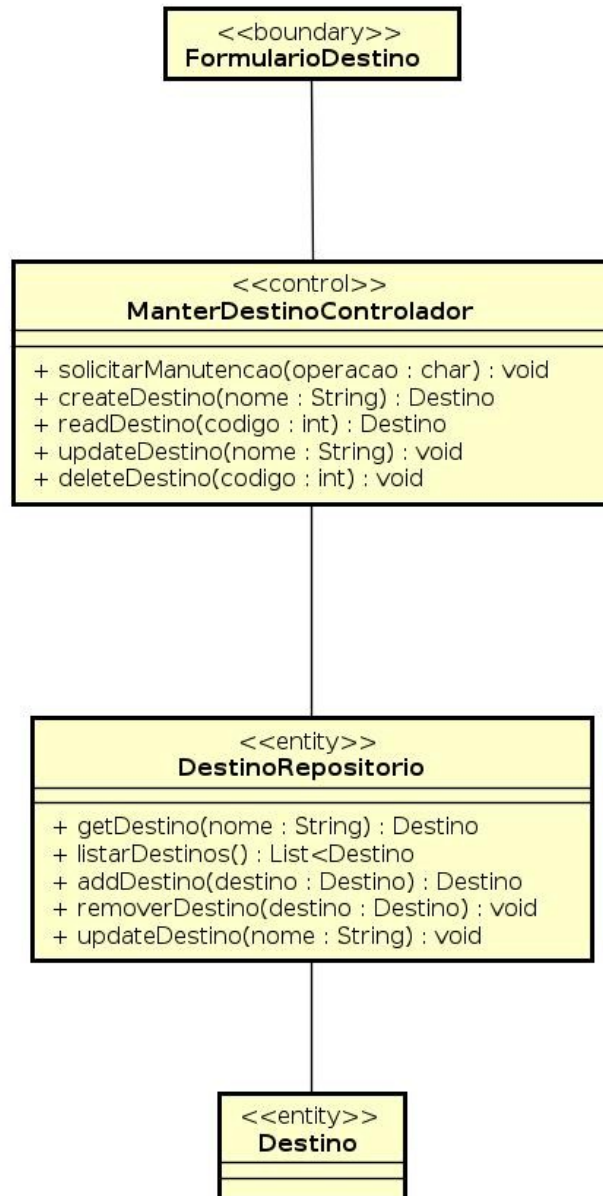 <<boundary>>
FormularioDestino
<<control>>
ManterDestinoControlador
+ solicitarManutencao(operacao : char) : void
+ createDestino(nome : String) : Destino
+ readDestino(codigo : int) : Destino
+ updateDestino(nome : String) : void
+ deleteDestino(codigo : int) : void
<<entity>>
DestinoRepositorio
+ getDestino(nome : String) : Destino
+ listarDestinos() : List<Destino
+ addDestino(destino : Destino) : Destino
+ removerDestino(destino : Destino) : void
+ updateDestino(nome : String) : void
<<entity>>
Destino